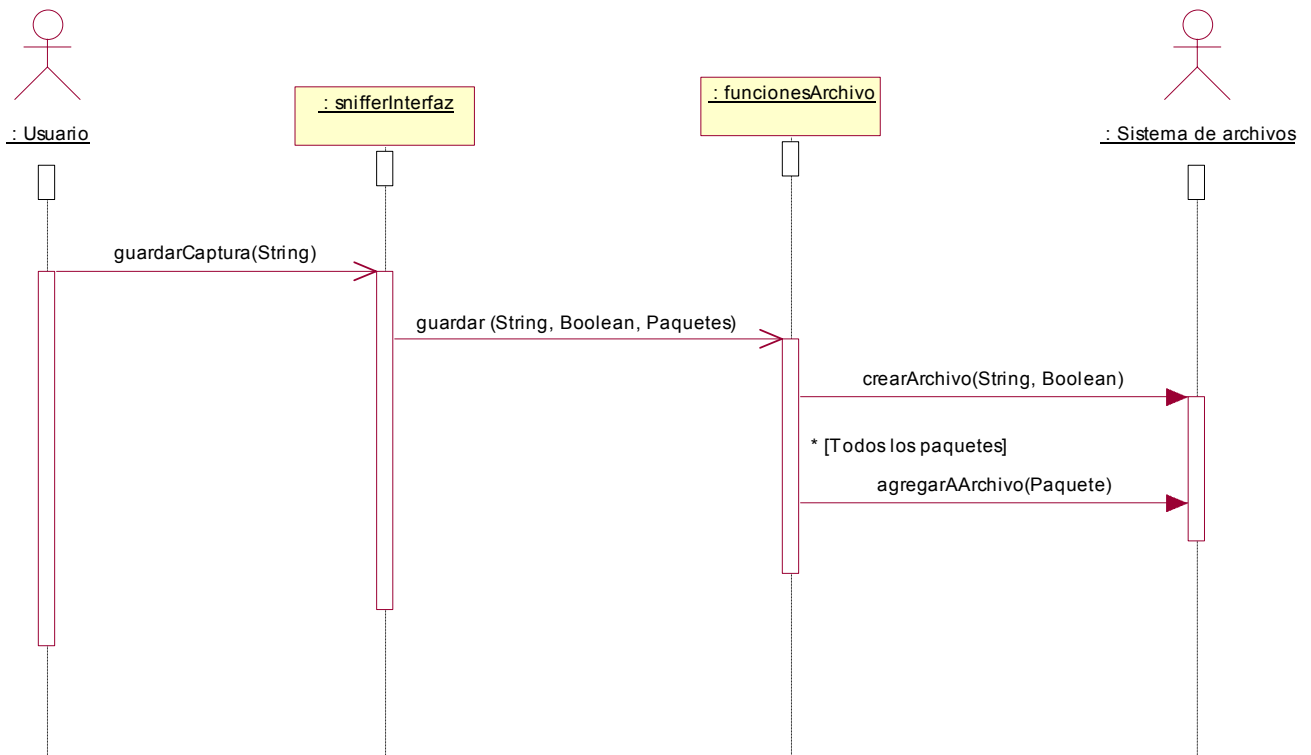 : Usuario
: snifferInterfaz
: funcionesArchivo
: Sistema de archivos
guardarCaptura(String)
guardar (String, Boolean, Paquetes)
crearArchivo(String, Boolean)
* [Todos los paquetes]
agregarAArchivo(Paquete)